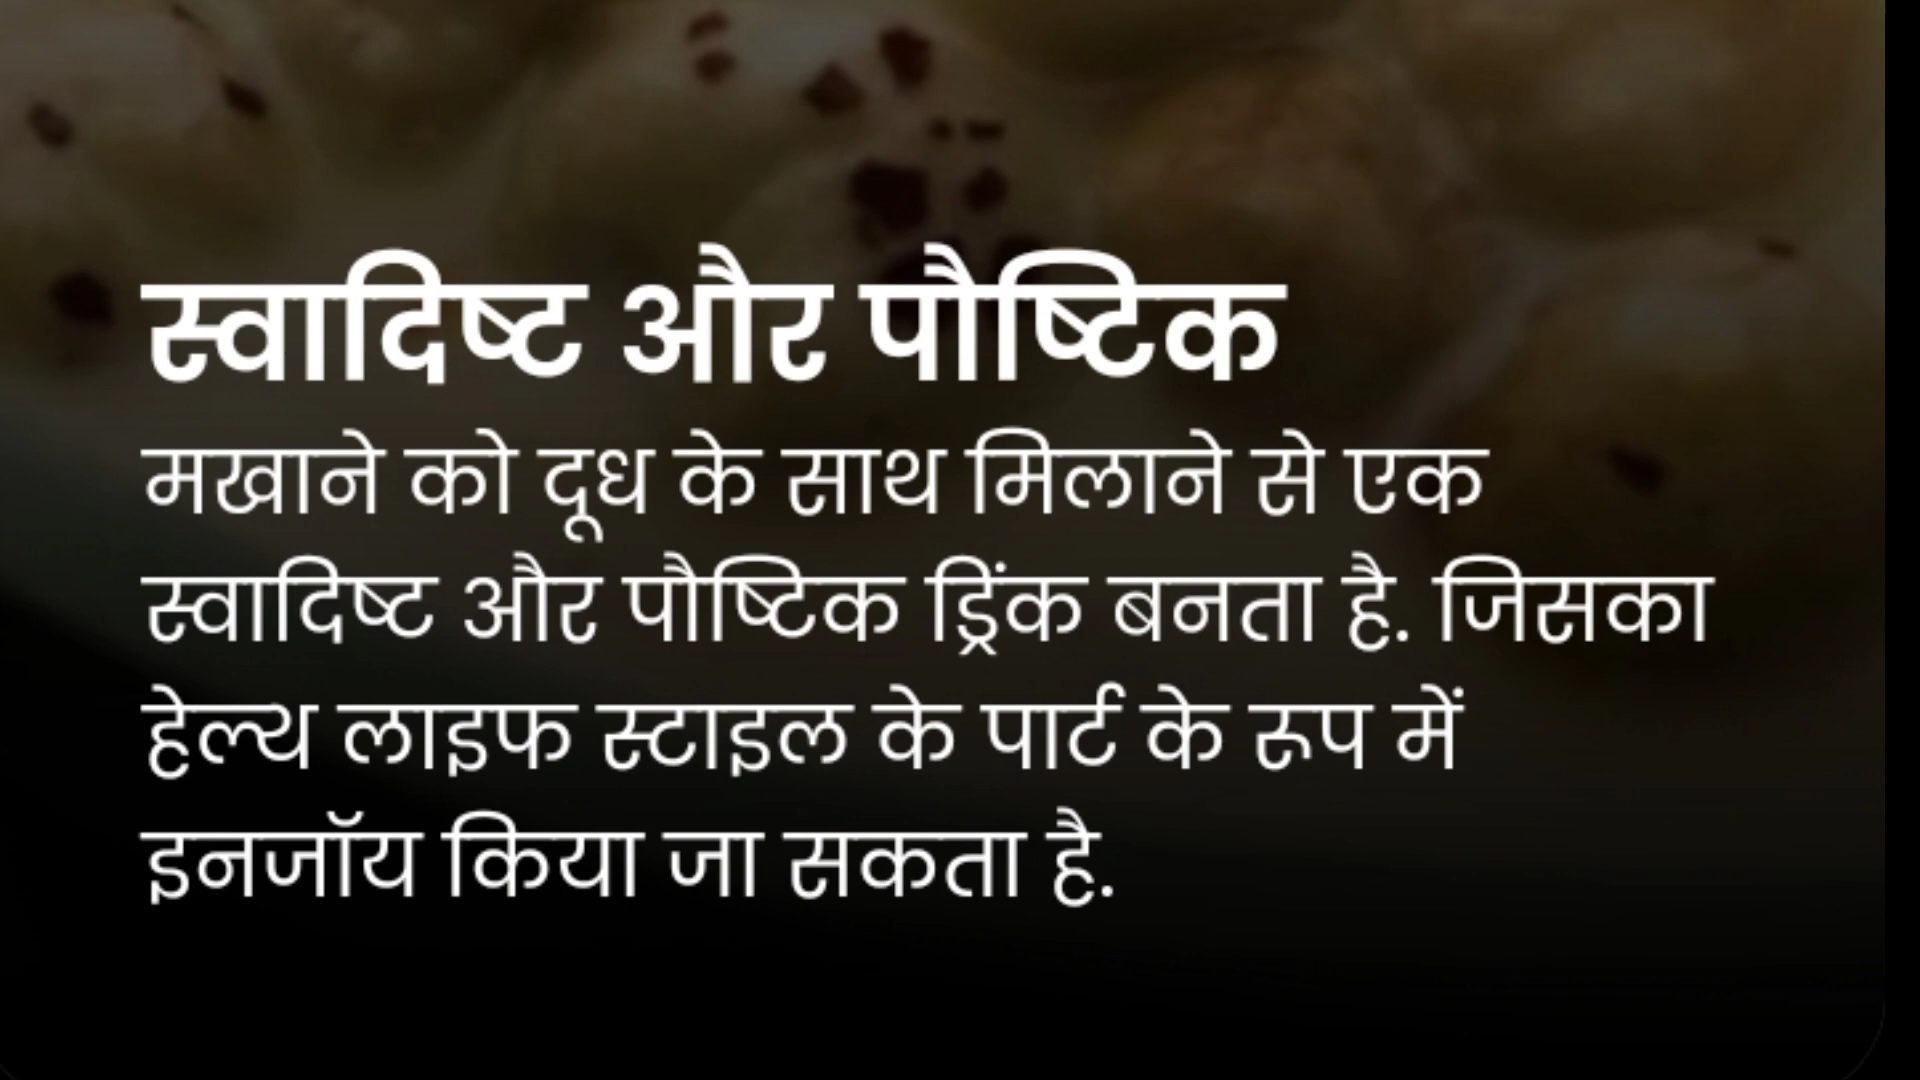 स्वादिष्ट और पौष्टिक
मखाने को दूध के साथ मिलाने से एक
स्वादिष्ट और पौष्टिक ड्रिंक बनता है. जिसका
हेल्थ लाइफ स्टाइल के पार्ट के रूप में
इनजॉय किया जा सकता है.